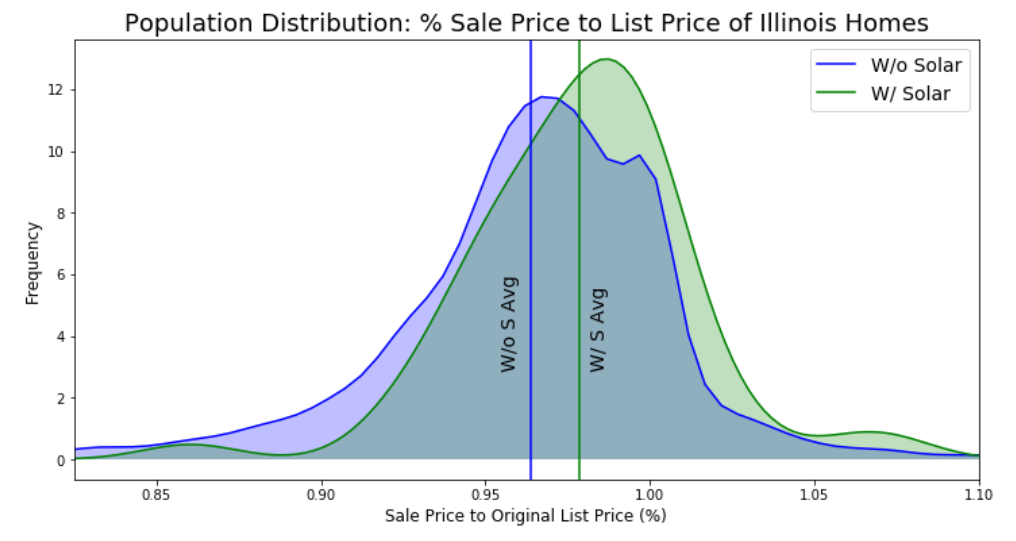 Population Distribution: % Sale Price to List Price of Illinois Homes
W/o Solar
W/ Solar
Frequency
12
10
8
6
4
2
0
W/o S Avg
W/ S Avg
0.85
0.90
0.95
1.00
1.05
1.10
Sale Price to Original List Price (%)